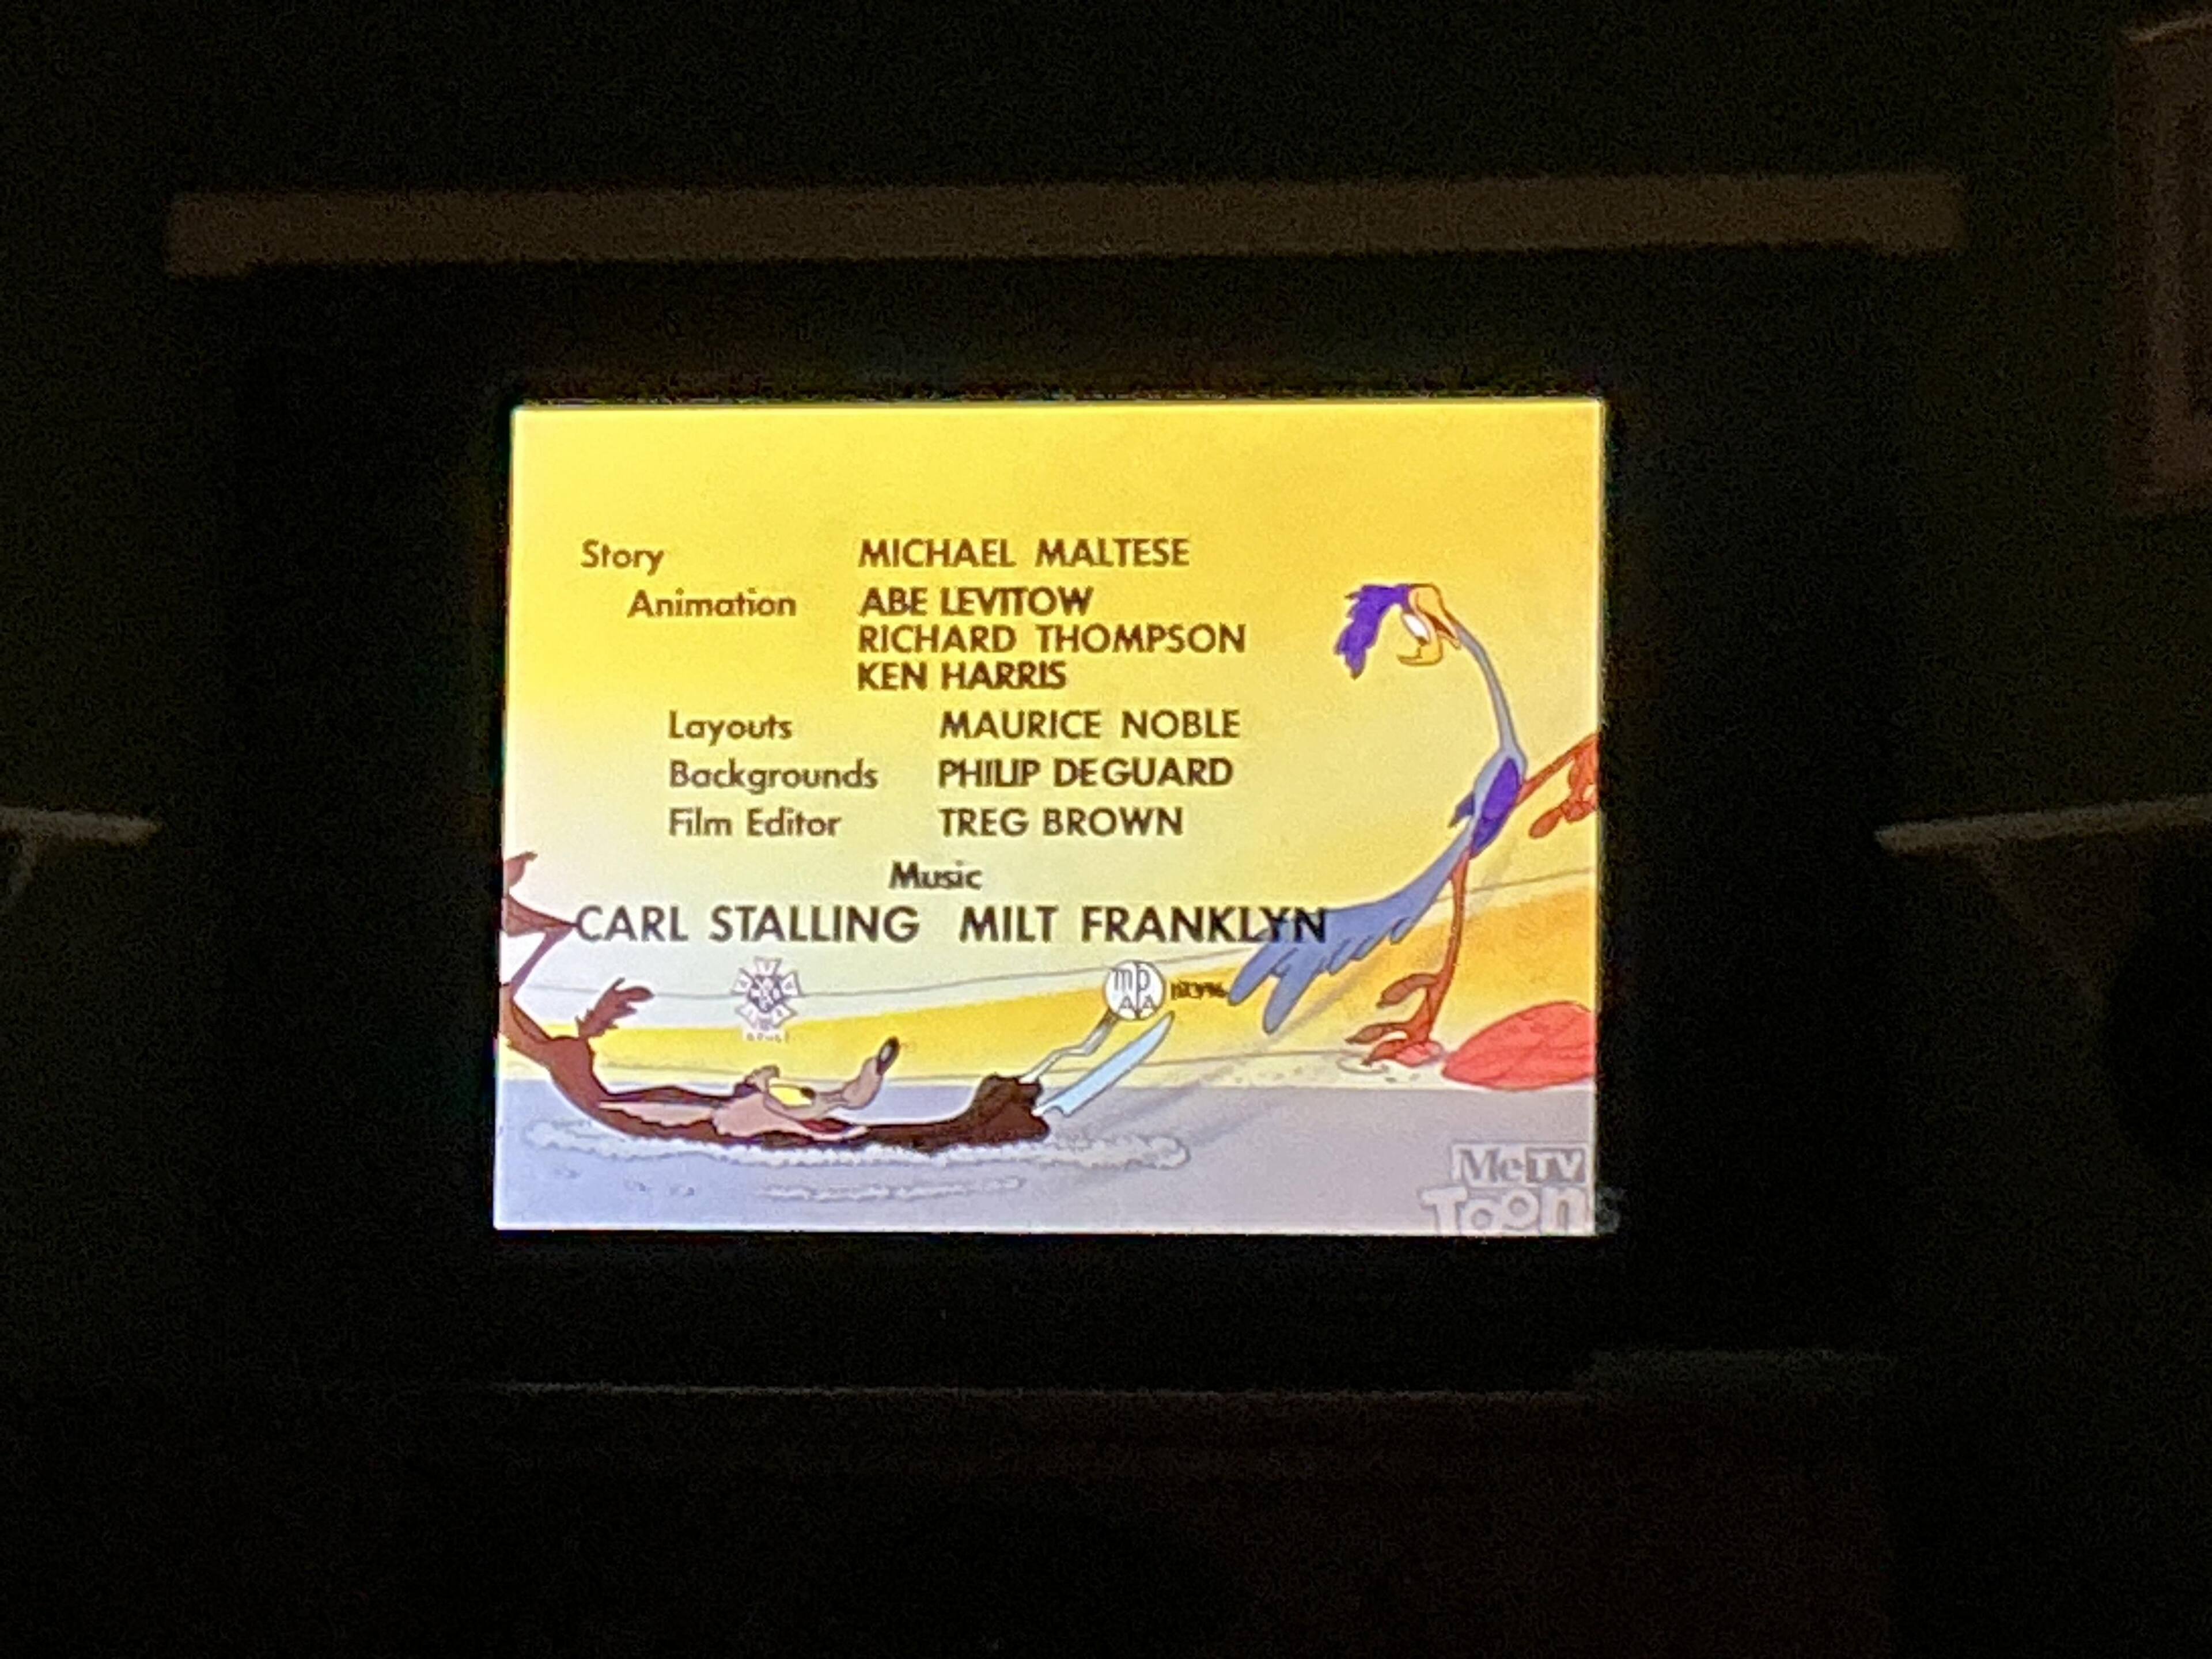 Story MICHAEL MALTESE
Animation ABE LEVITOW
RICHARD THOMPSON
KEN HARRIS
Layouts MAURICE NOBLE
Backgrounds PHILIP DEGUARD
Film Editor TREG BROWN
Music
CARL STALLING MILT FRANKLYN
MPAA
MeTV
Toons